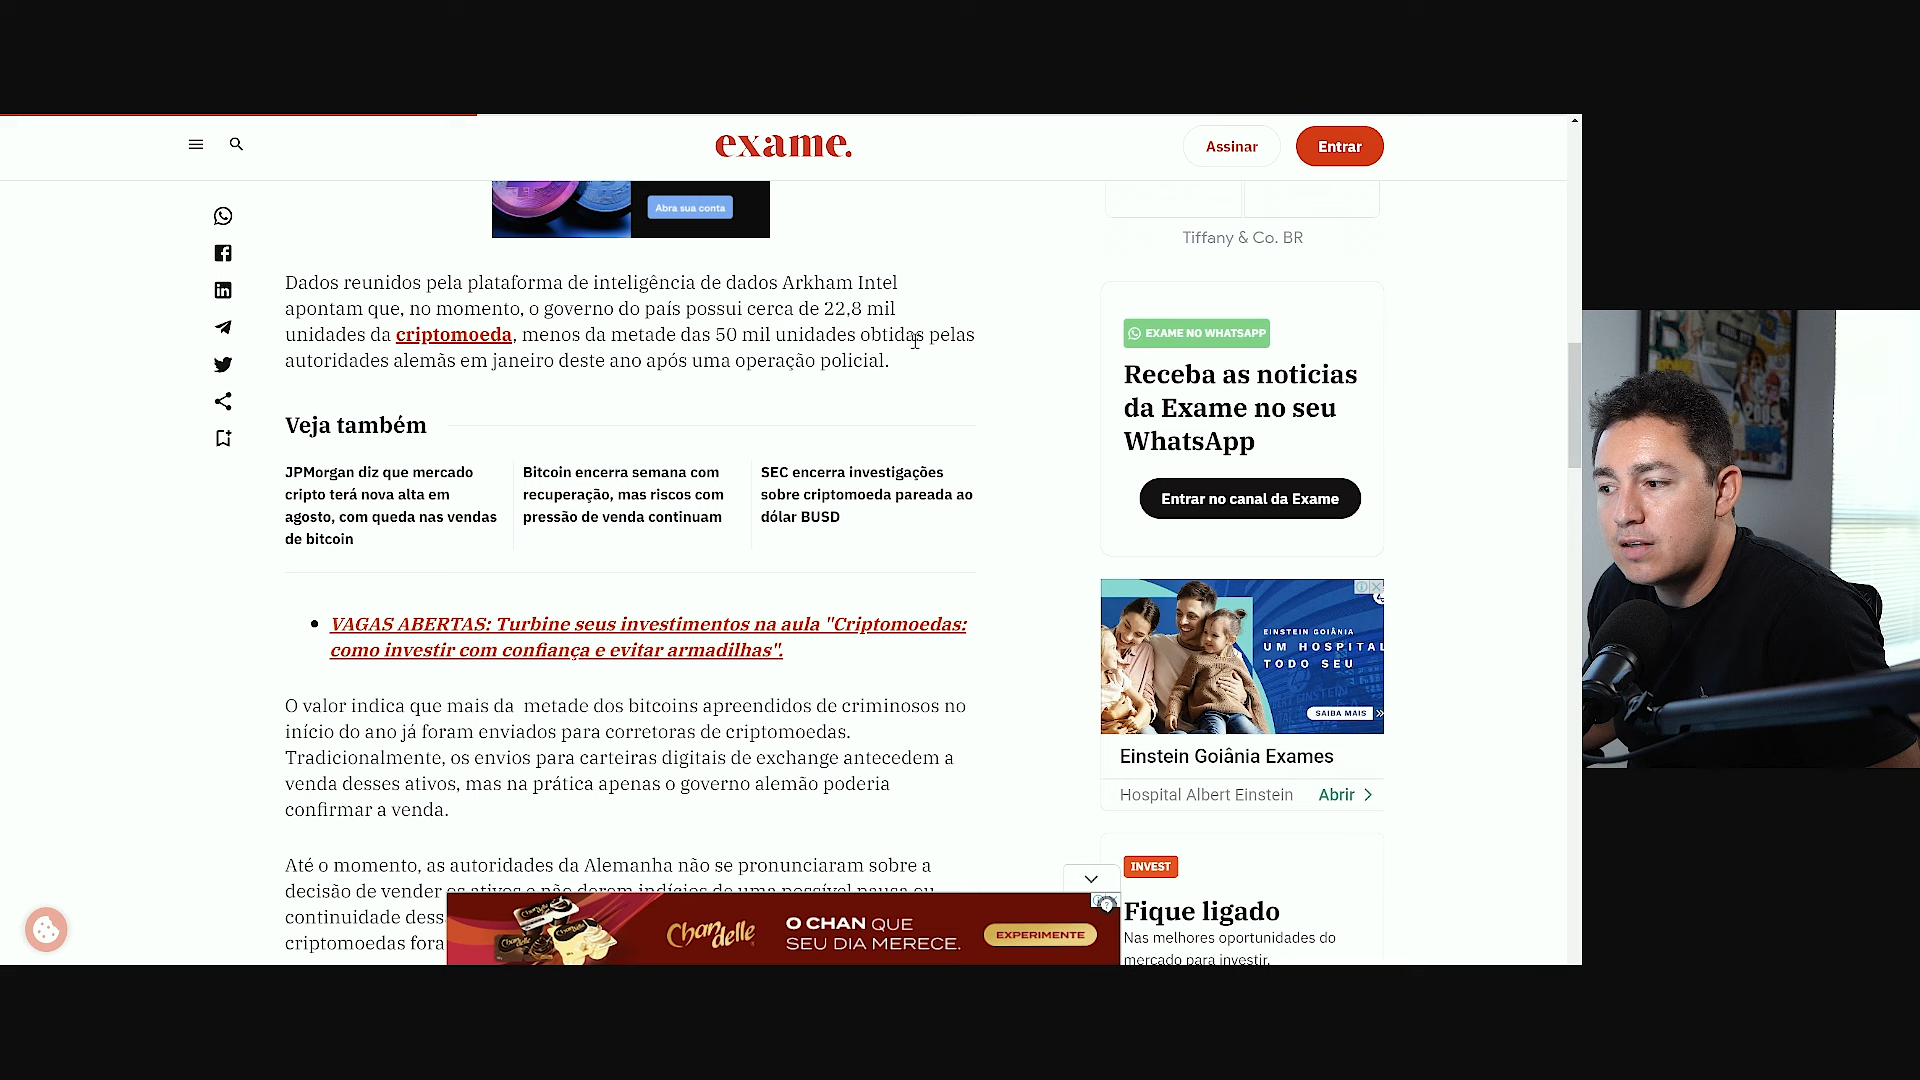 exame.
Assinar
Entrar
Abra sua conta
Tiffany & Co. BR
Dados reunidos pela plataforma de inteligência de dados Arkham Intel
apontam que, no momento, o governo do país possui cerca de 22,8 mil
unidades da criptomoeda, menos da metade das 50 mil unidades obtidas pelas
autoridades alemãs em janeiro deste ano após uma operação policial.
Veja também
JPMorgan diz que mercado
cripto terá nova alta em
agosto, com queda nas vendas
de bitcoin
Bitcoin encerra semana com
recuperação, mas riscos com
pressão de venda continuam
SEC encerra investigações
sobre criptomoeda pareada ao
dólar BUSD
VAGAS ABERTAS: Turbine seus investimentos na aula "Criptomoedas:
como investir com confiança e evitar armadilhas".
O valor indica que mais da  metade dos bitcoins apreendidos de criminosos no
início do ano já foram enviados para corretoras de criptomoedas.
Tradicionalmente, os envios para carteiras digitais de exchange antecedem a
venda desses ativos, mas na prática apenas o governo alemão poderia
confirmar a venda.
Até o momento, as autoridades da Alemanha não se pronunciaram sobre a
decisão de vender os ativos e não deram indícios de uma possível pausa ou
continuidade dess
criptomoedas fora
EXAME NO WHATSAPP
Receba as noticias
da Exame no seu
WhatsApp
Entrar no canal da Exame
EINSTEIN GOIÂNIA
UM HOSPITAL
TODO SEU
SAIBA MAIS
Einstein Goiânia Exames
Hospital Albert Einstein
Abrir
INVEST
Fique ligado
Nas melhores oportunidades do
mercado para investir.
Chandelle
O CHAN QUE
SEU DIA MERECE.
EXPERIMENTE